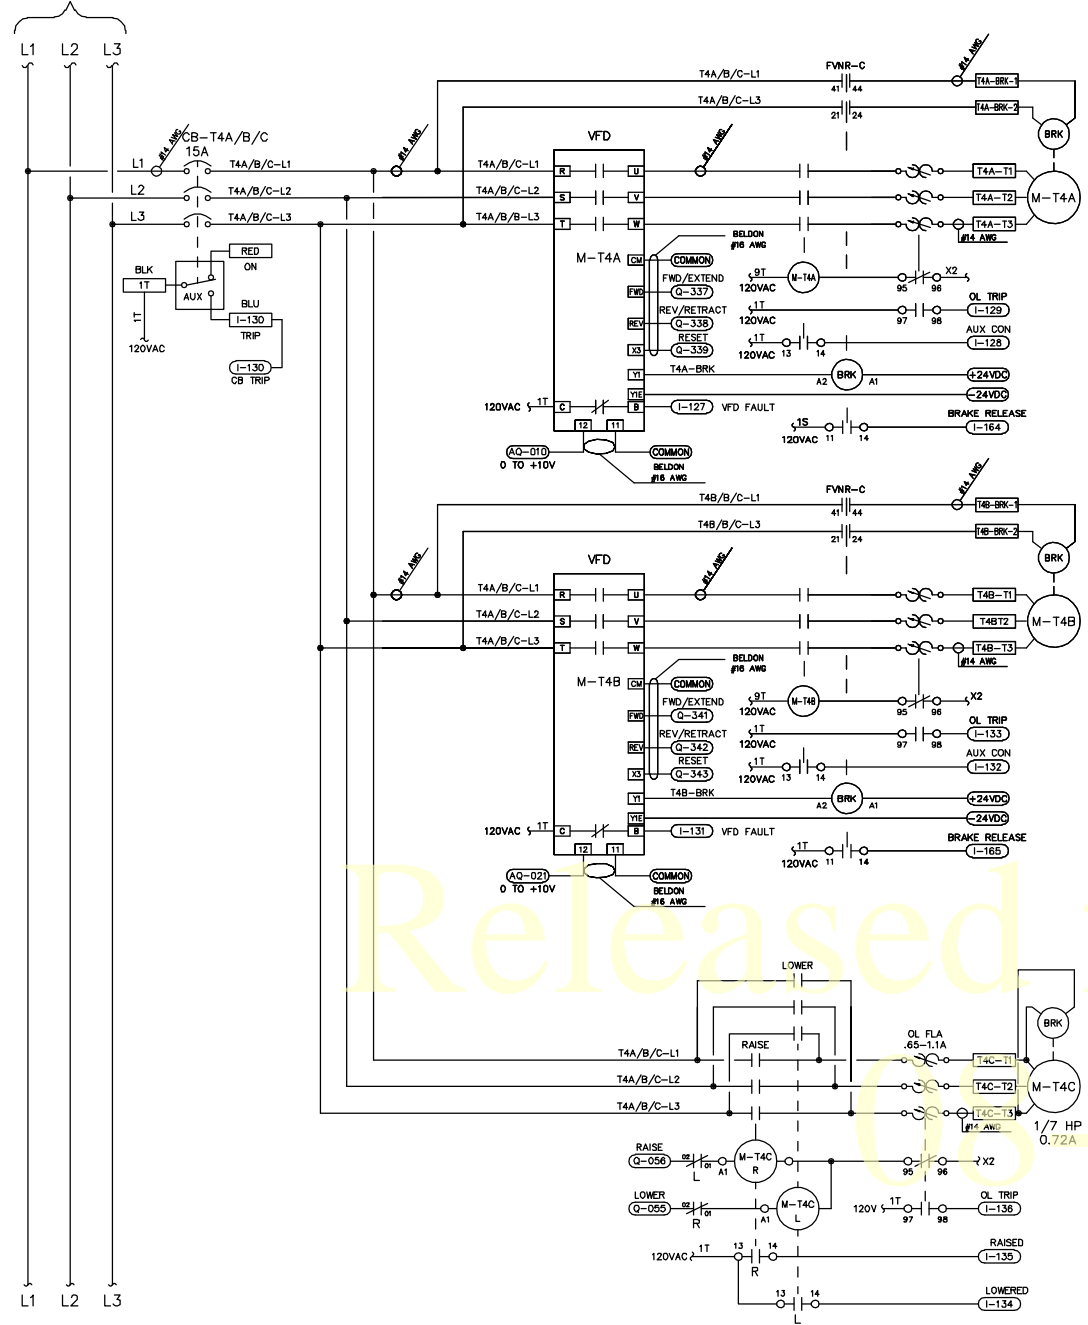 L1 L2 L3
#14 AWG
CB-T4A/B/C
15A
L1 T4A/B/C-L1
L2 T4A/B/C-L2
L3 T4A/B/C-L3
RED
ON
BLK
1T
AUX
BLU
I-130
TRIP
1T
120VAC
I-130
CB TRIP
#14 AWG
T4A/B/C-L1
FVNR-C
41 44
#14 AWG
T4A-BRK-1
T4A/B/C-L3
21 24
T4A-BRK-2
BRK
VFD
#14 AWG
T4A/B/C-L1 R U T4A-T1
T4A/B/C-L2 S V T4A-T2
M-T4A
T4A/B/B-L3 T W T4A-T3
#14 AWG
BELDON
#16 AWG
M-T4A
CM COMMON
FWD/EXTEND
FWD Q-337
REV/RETRACT
REV Q-338
RESET
X3 Q-339
9T
120VAC
M-T4A
95 96
X2
1T
120VAC
97 98
OL TRIP
I-129
1T
120VAC
13 14
AUX CON
I-128
Y1 T4A-BRK
A2 BRK A1
+24VDC
Y1E
-24VDC
120VAC 1T C B I-127 VFD FAULT
12 11
1S
120VAC
11 14
BRAKE RELEASE
I-164
AQ-010
0 TO +10V
COMMON
BELDON
#16 AWG
T4B/B/C-L1
FVNR-C
41 44
#14 AWG
T4B-BRK-1
T4B/B/C-L3
21 24
T4B-BRK-2
BRK
#14 AWG
VFD
#14 AWG
T4A/B/C-L1 R U T4B-T1
T4A/B/C-L2 S V T4BT2
M-T4B
T4A/B/C-L3 T W T4B-T3
#14 AWG
BELDON
#16 AWG
M-T4B
CM COMMON
FWD/EXTEND
FWD Q-341
REV/RETRACT
REV Q-342
RESET
X3 Q-343
9T
120VAC
M-T4B
95 96
X2
1T
120VAC
97 98
OL TRIP
I-133
1T
120VAC
13 14
AUX CON
I-132
Y1 T4B-BRK
A2 BRK A1
+24VDC
Y1E
-24VDC
120VAC 1T C B I-131 VFD FAULT
12 11
1T
120VAC
11 14
BRAKE RELEASE
I-165
AQ-021
0 TO +10V
COMMON
BELDON
#16 AWG
Released
LOWER
RAISE
OL FLA
.65-1.1A
BRK
T4A/B/C-L1 T4C-T1
T4A/B/C-L2 T4C-T2
M-T4C
T4A/B/C-L3 T4C-T3
#14 AWG
1/7 HP
0.72A
08
RAISE
Q-056
02 01
L
A1
M-T4C
R
95 96
X2
LOWER
Q-055
02 01
R
A1
M-T4C
L
120V 1T
97 98
OL TRIP
I-136
120VAC 1T
13 14
R
RAISED
I-135
13 14
L
LOWERED
I-134
L1 L2 L3